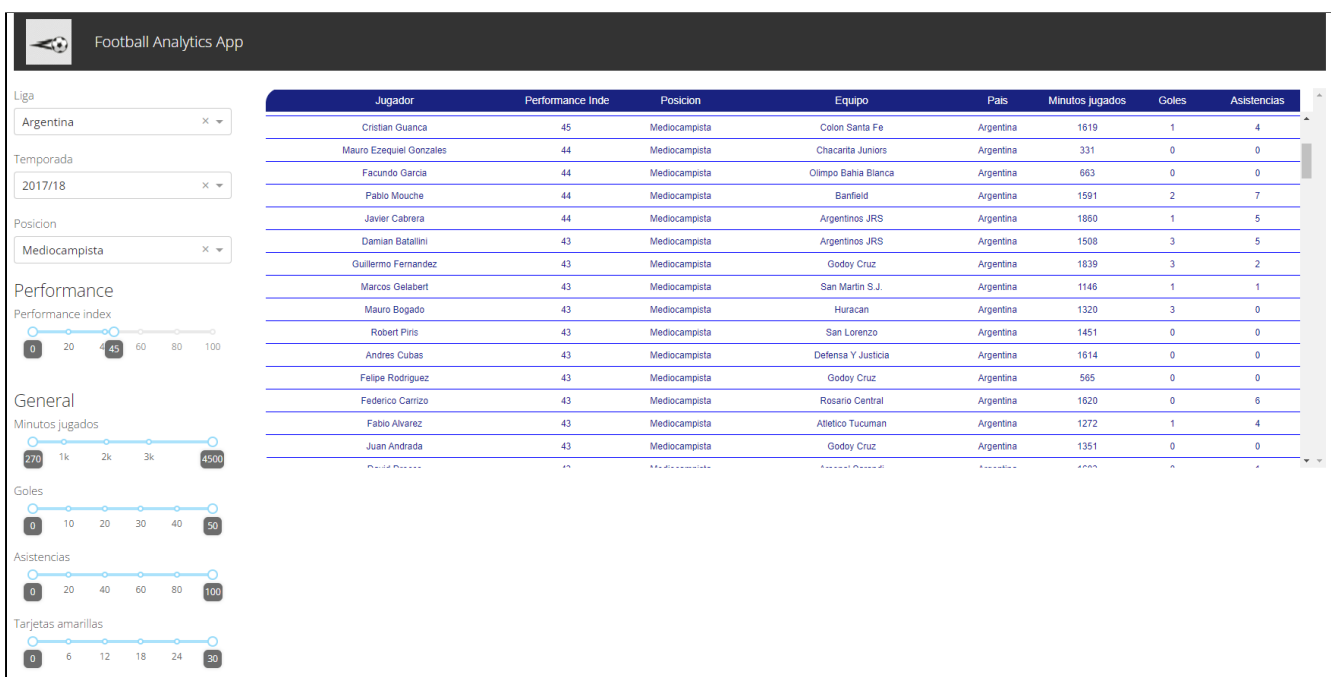 Football Analytics App
Liga
Argentina
Temporada
2017/18
Posicion
Mediocampista
Performance
Performance index
0 20 45 60 80 100
General
Minutos jugados
270 1k 2k 3k 4500
Goles
0 10 20 30 40 50
Asistencias
0 20 40 60 80 100
Tarjetas amarillas
0 6 12 18 24 30
Jugador Performance Inde Posicion Equipo Pais Minutos jugados Goles Asistencias
Cristian Guanca 45 Mediocampista Colon Santa Fe Argentina 1619 1 4
Mauro Ezequiel Gonzales 44 Mediocampista Chacarita Juniors Argentina 331 0 0
Facundo Garcia 44 Mediocampista Olimpo Bahia Blanca Argentina 663 0 0
Pablo Mouche 44 Mediocampista Banfield Argentina 1591 2 7
Javier Cabrera 44 Mediocampista Argentinos JRS Argentina 1860 1 5
Damian Batallini 43 Mediocampista Argentinos JRS Argentina 1508 3 5
Guillermo Fernandez 43 Mediocampista Godoy Cruz Argentina 1839 3 2
Marcos Gelabert 43 Mediocampista San Martin S.J. Argentina 1146 1 1
Mauro Bogado 43 Mediocampista Huracan Argentina 1320 3 0
Robert Piris 43 Mediocampista San Lorenzo Argentina 1451 0 0
Andres Cubas 43 Mediocampista Defensa Y Justicia Argentina 1614 0 0
Felipe Rodriguez 43 Mediocampista Godoy Cruz Argentina 565 0 0
Federico Carrizo 43 Mediocampista Rosario Central Argentina 1620 0 6
Fabio Alvarez 43 Mediocampista Atletico Tucuman Argentina 1272 1 4
Juan Andrada 43 Mediocampista Godoy Cruz Argentina 1351 0 0